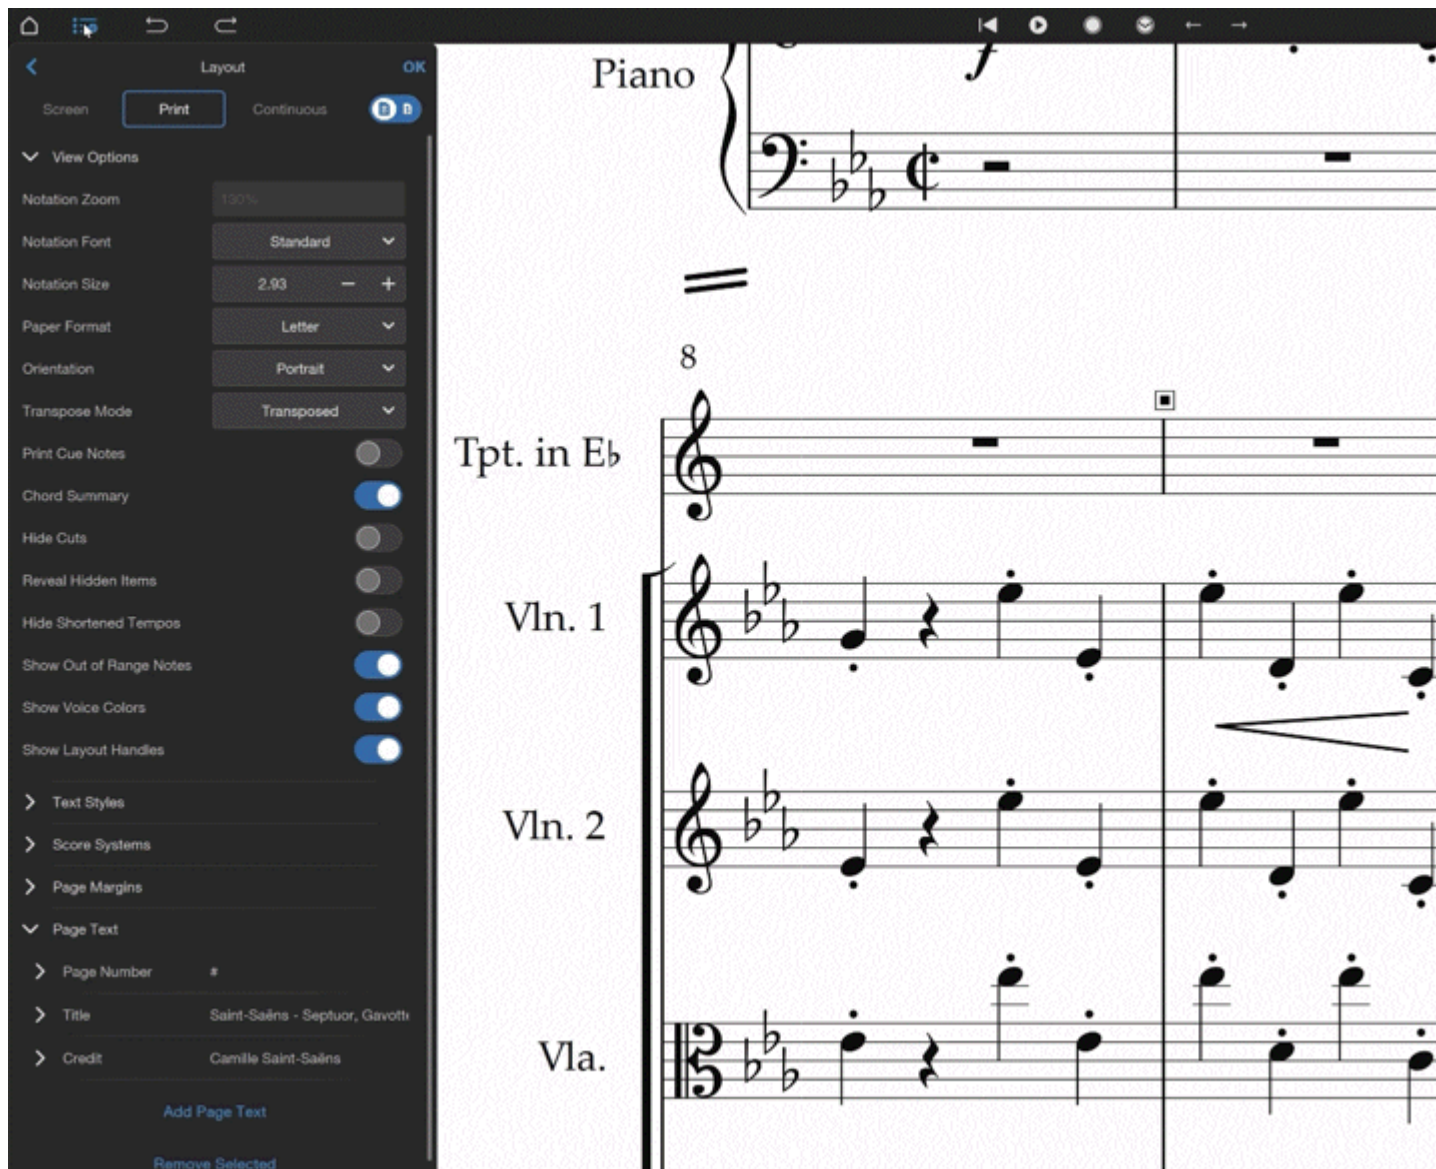 Layout OK
Screen Print Continuous
View Options
Notation Zoom 130%
Notation Font Standard
Notation Size 2.93 − +
Paper Format Letter
Orientation Portrait
Transpose Mode Transposed
Print Cue Notes
Chord Summary
Hide Cuts
Reveal Hidden Items
Hide Shortened Tempos
Show Out of Range Notes
Show Voice Colors
Show Layout Handles
Text Styles
Score Systems
Page Margins
Page Text
Page Number #
Title Saint-Saëns - Septuor, Gavotte
Credit Camille Saint-Saëns
Add Page Text
Remove Selected
Piano
f
8
Tpt. in E♭
Vln. 1
Vln. 2
Vla.